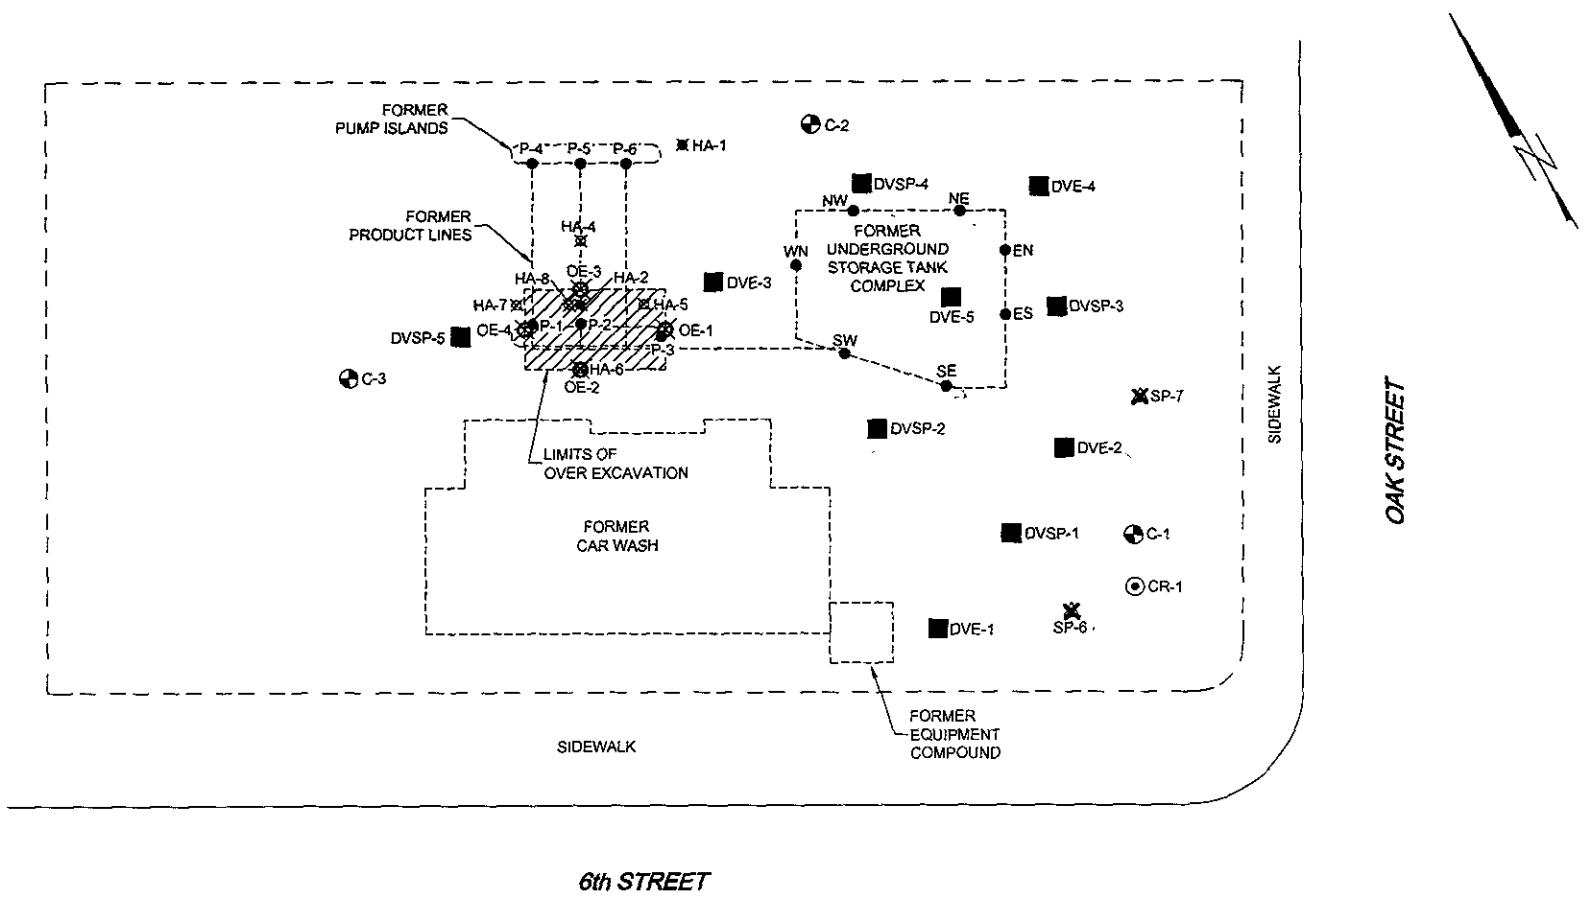 FORMER
PUMP ISLANDS
P-4
P-5
P-6
HA-1
C-2
DVSP-4
DVE-4
NW
NE
FORMER
PRODUCT LINES
HA-4
FORMER
UNDERGROUND
STORAGE TANK
COMPLEX
WN
EN
OE-3
HA-8
HA-2
DVE-3
HA-7
HA-5
DVE-5
DVSP-3
ES
DVSP-5
OE-4
P-1
P-2
OE-1
P-3
SW
HA-6
OE-2
SE
C-3
SP-7
DVSP-2
DVE-2
LIMITS OF
OVER EXCAVATION
SIDEWALK
OAK STREET
FORMER
CAR WASH
DVSP-1
C-1
CR-1
DVE-1
SP-6
FORMER
EQUIPMENT
COMPOUND
SIDEWALK
6th STREET